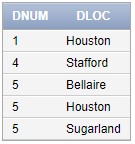 DNUM DLOC
1 Houston
4 Stafford
5 Bellaire
5 Houston
5 Sugarland